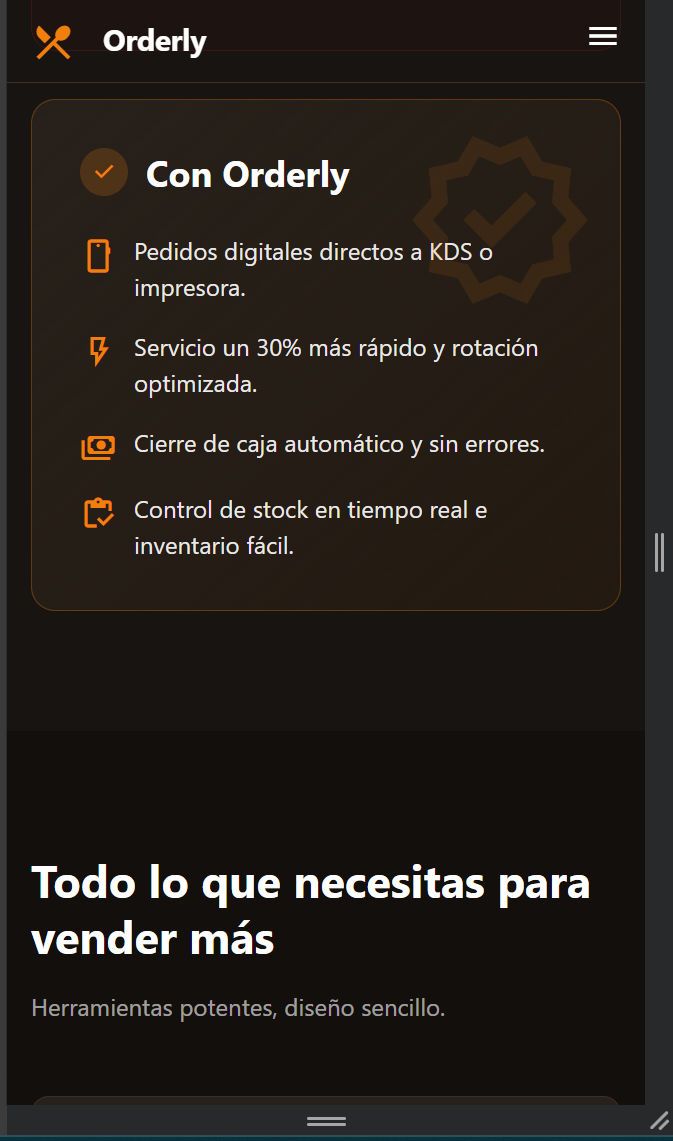 Orderly
Con Orderly
Pedidos digitales directos a KDS o
impresora.
Servicio un 30% más rápido y rotación
optimizada.
Cierre de caja automático y sin errores.
Control de stock en tiempo real e
inventario fácil.
Todo lo que necesitas para
vender más
Herramientas potentes, diseño sencillo.